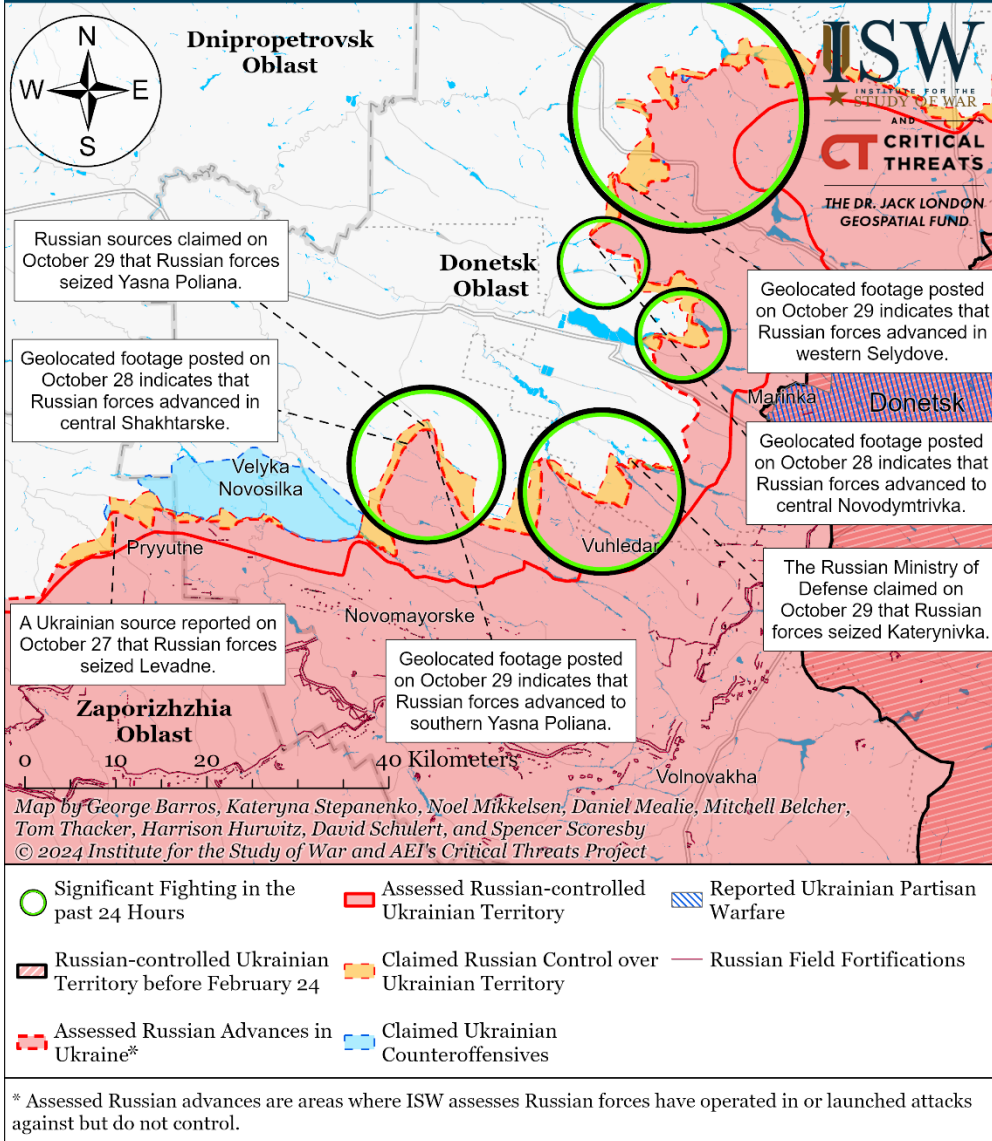 N
W
E
S
Dnipropetrovsk
Oblast
ISW
INSTITUTE FOR THE
STUDY OF WAR
AND
CT CRITICAL
THREATS
THE DR. JACK LONDON
GEOSPATIAL FUND
Russian sources claimed on
October 29 that Russian forces
seized Yasna Poliana.
Donetsk
Oblast
Geolocated footage posted
on October 29 indicates that
Russian forces advanced in
western Selydove.
Geolocated footage posted on
October 28 indicates that
Russian forces advanced in
central Shakhtarske.
Marinka
Donetsk
Geolocated footage posted
on October 28 indicates that
Russian forces advanced to
central Novodymtrivka.
Velyka
Novosilka
Pryyutne
Vuhledar
The Russian Ministry of
Defense claimed on
October 29 that Russian
forces seized Katerynivka.
A Ukrainian source reported on
October 27 that Russian forces
seized Levadne.
Novomayorske
Geolocated footage posted
on October 29 indicates that
Russian forces advanced to
southern Yasna Poliana.
Zaporizhzhia
Oblast
0 10 20 40 Kilometers
Volnovakha
Map by George Barros, Kateryna Stepanenko, Noel Mikkelsen, Daniel Mealie, Mitchell Belcher,
Tom Thacker, Harrison Hurwitz, David Schulert, and Spencer Scoresby
© 2024 Institute for the Study of War and AEI's Critical Threats Project
Significant Fighting in the
past 24 Hours
Assessed Russian-controlled
Ukrainian Territory
Reported Ukrainian Partisan
Warfare
Russian-controlled Ukrainian
Territory before February 24
Claimed Russian Control over
Ukrainian Territory
Russian Field Fortifications
Assessed Russian Advances in
Ukraine*
Claimed Ukrainian
Counteroffensives
* Assessed Russian advances are areas where ISW assesses Russian forces have operated in or launched attacks
against but do not control.